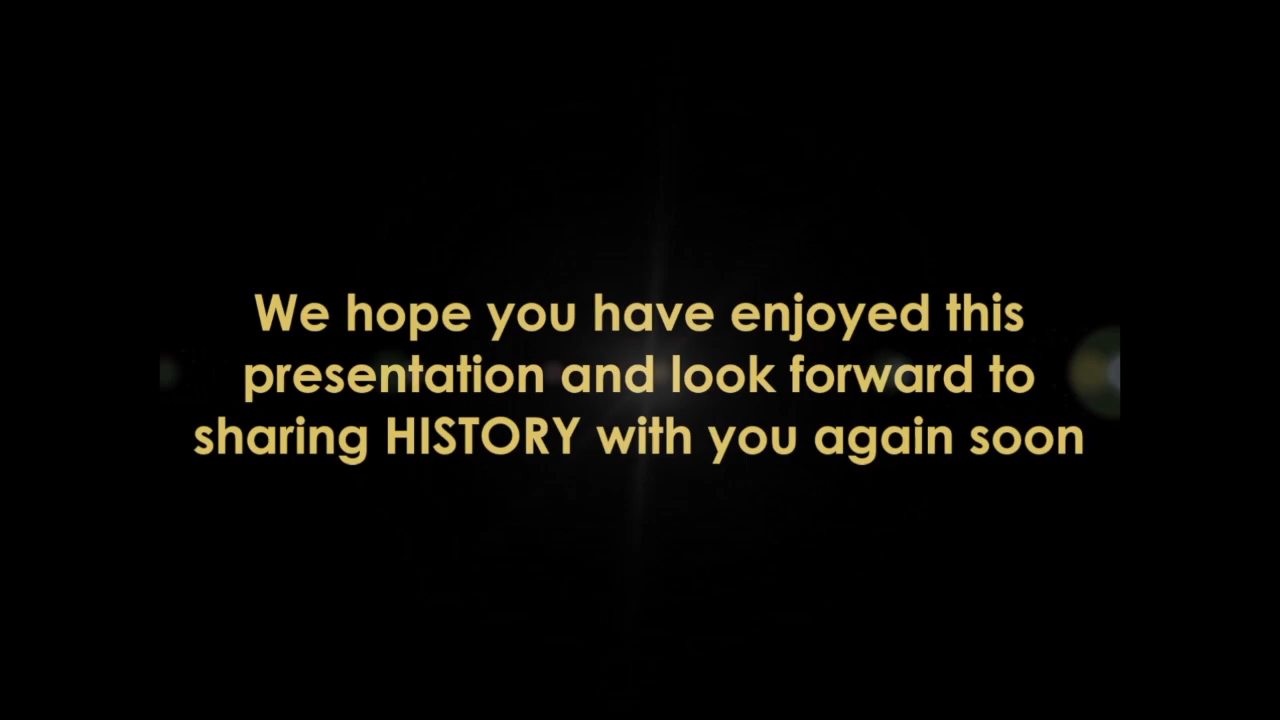 We hope you have enjoyed this
presentation and look forward to
sharing HISTORY with you again soon